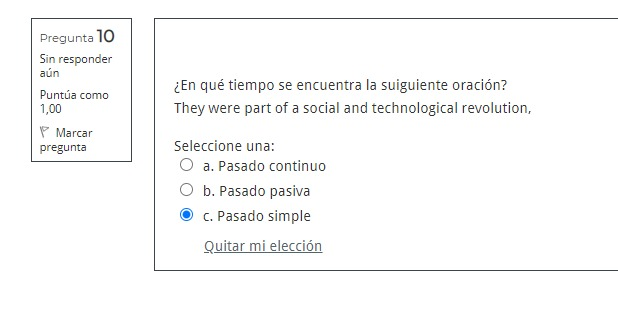 Pregunta 10
Sin responder
aún
Puntúa como
1,00
Marcar
pregunta
¿En qué tiempo se encuentra la suiguiente oración?
They were part of a social and technological revolution,
Seleccione una:
a. Pasado continuo
b. Pasado pasiva
c. Pasado simple
Quitar mi elección